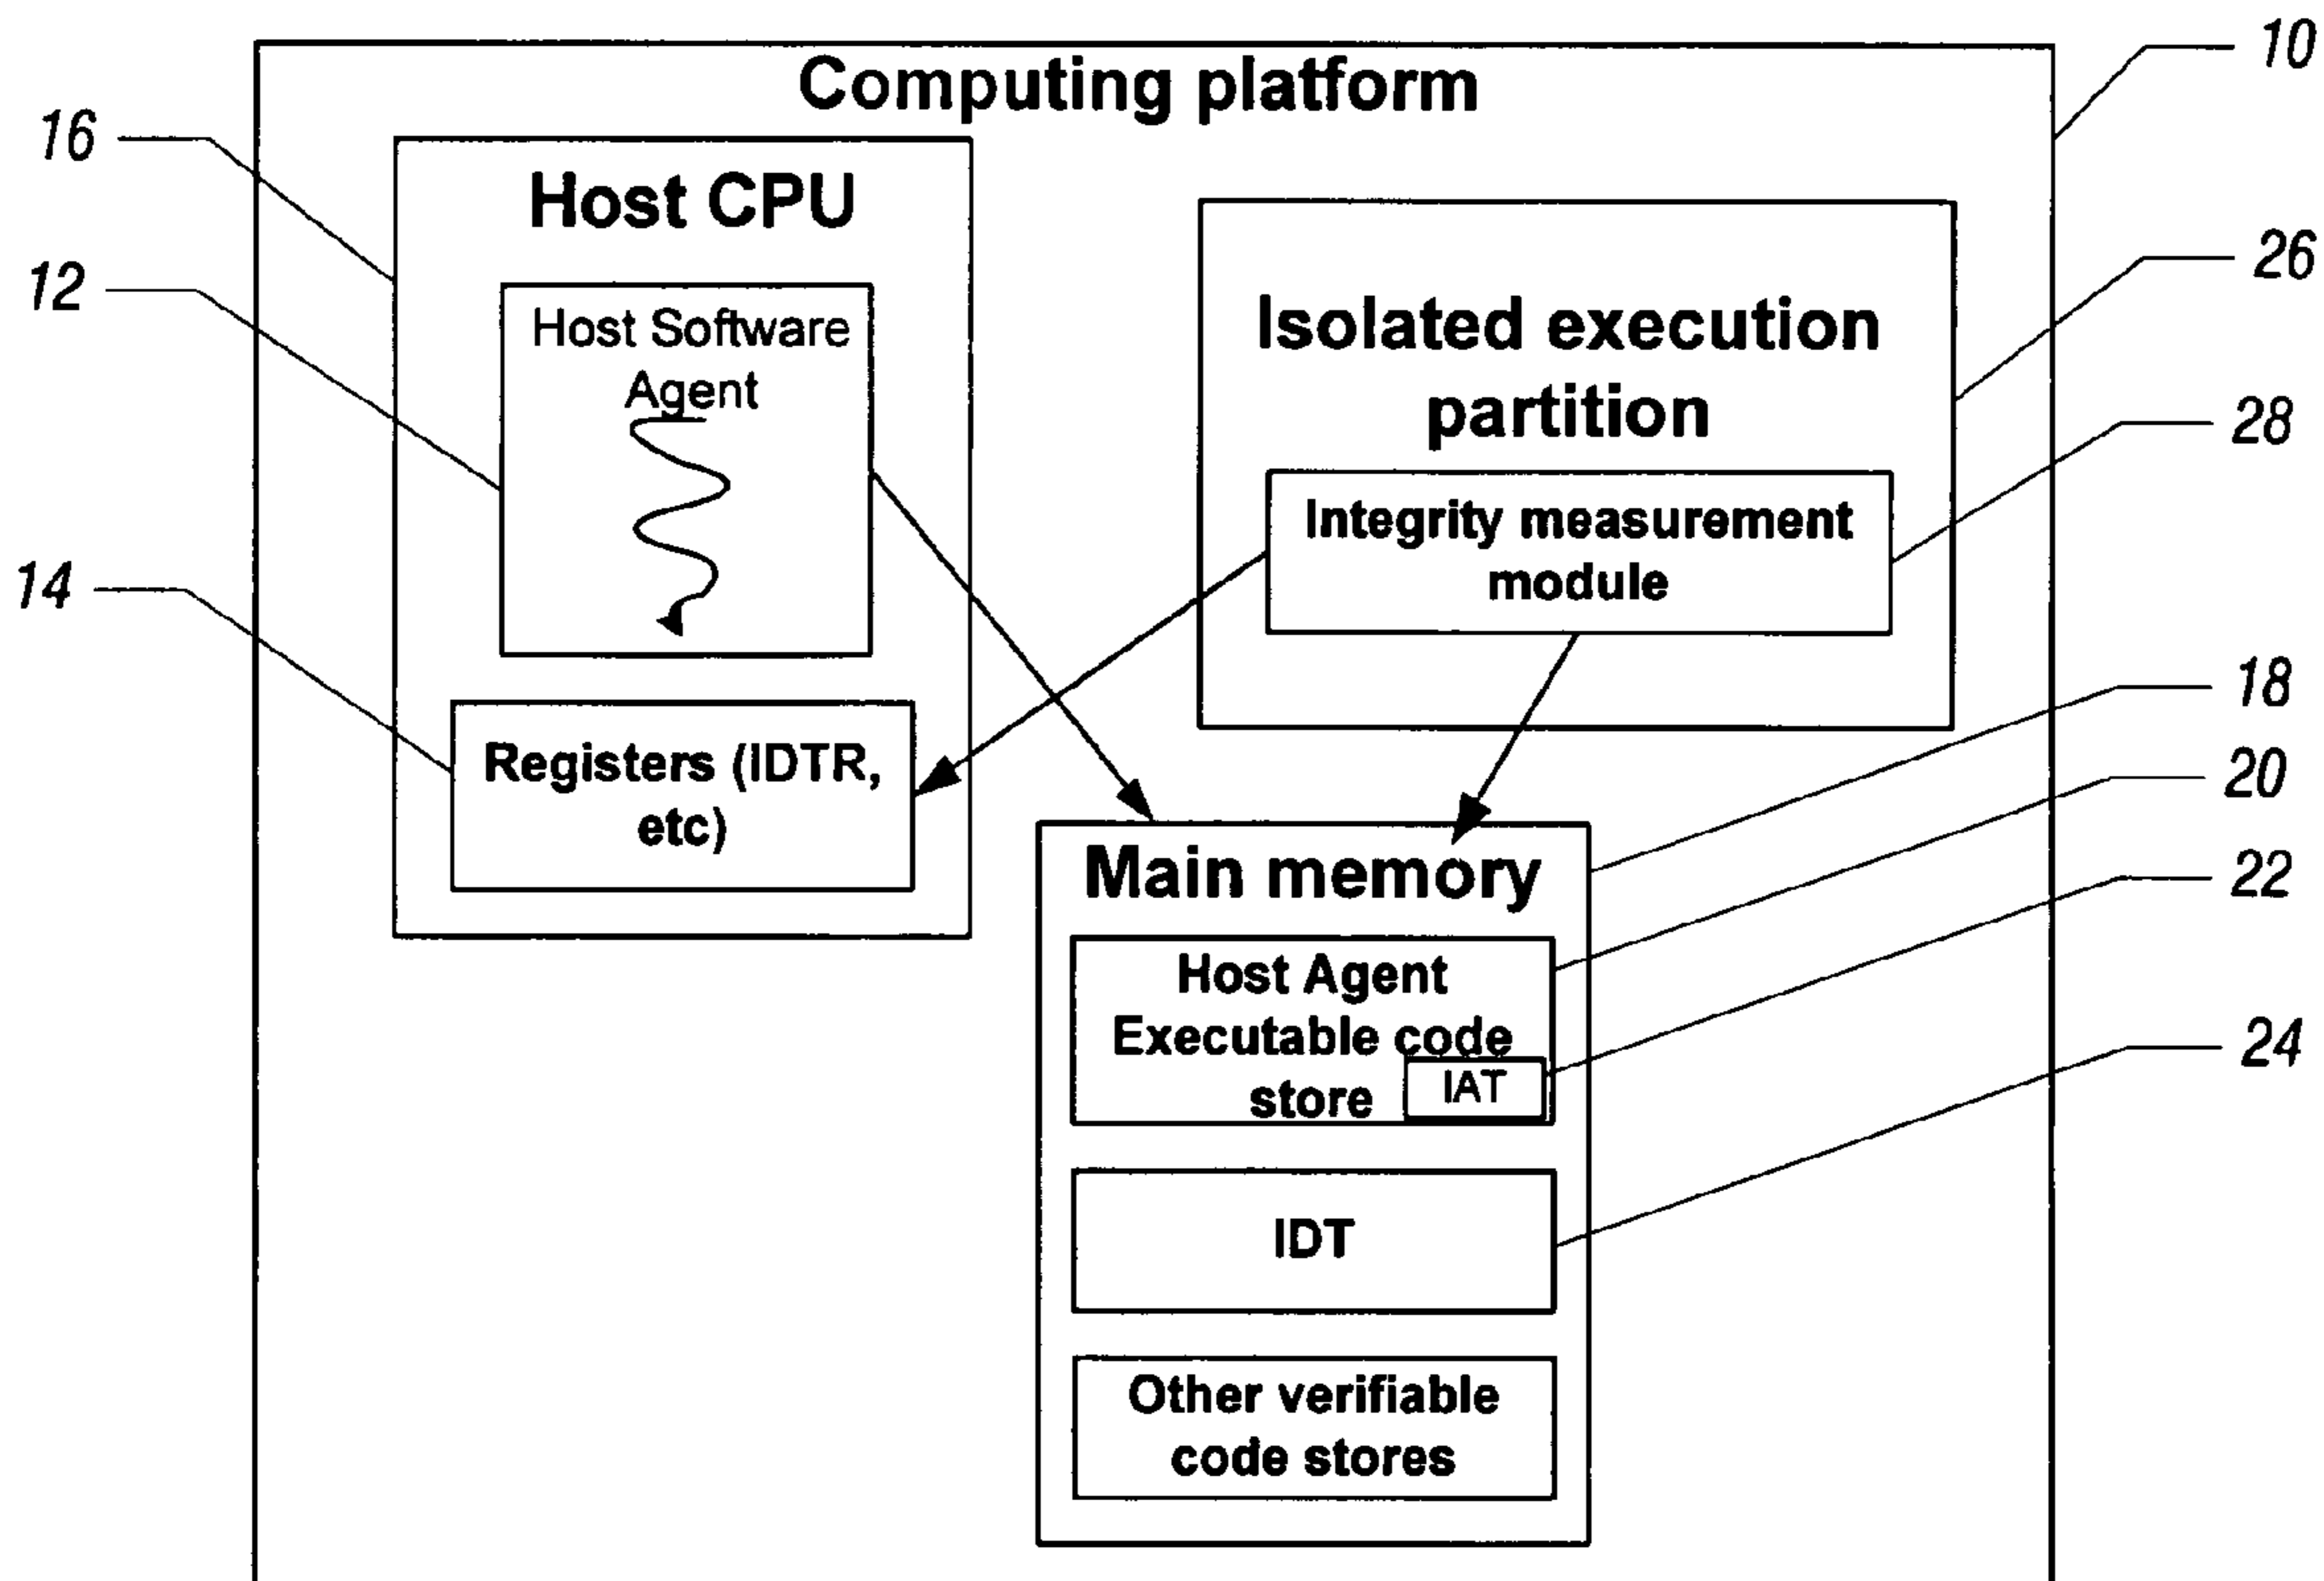 10
Computing platform
16
Host CPU
12
Host Software
Agent
14
Registers (IDTR,
etc)
26
Isolated execution
partition
28
Integrity measurement
module
18
Main memory
20
Host Agent
Executable code
store
22
IAT
24
IDT
Other verifiable
code stores